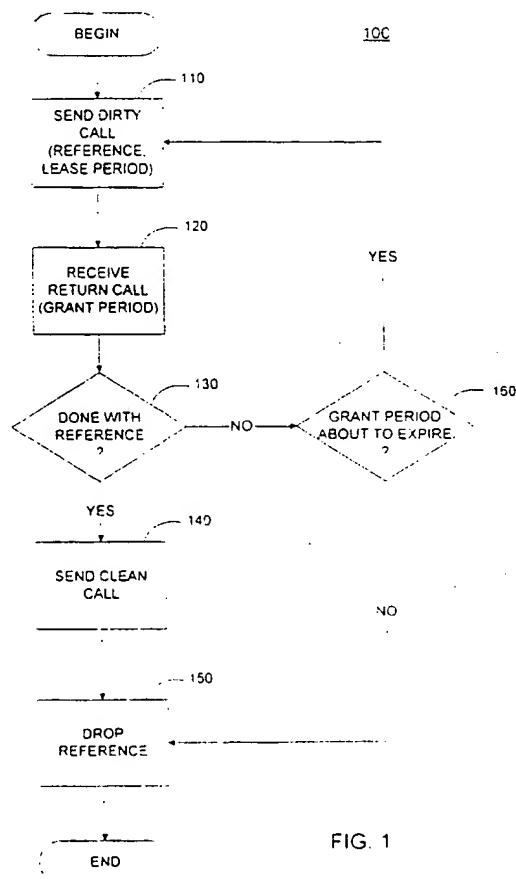 BEGIN
100
110
SEND DIRTY
CALL
(REFERENCE,
LEASE PERIOD)
120
RECEIVE
RETURN CALL
(GRANT PERIOD)
YES
130
DONE WITH
REFERENCE
?
NO
160
GRANT PERIOD
ABOUT TO EXPIRE.
?
YES
140
SEND CLEAN
CALL
NO
150
DROP
REFERENCE
FIG. 1
END